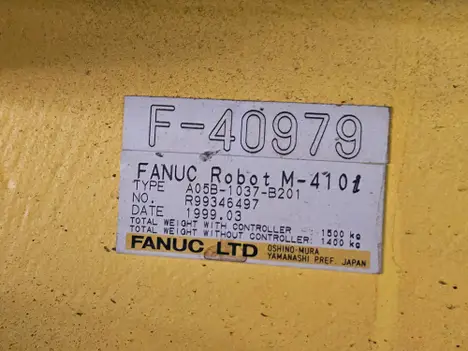 F-40979
FANUC Robot M-410i
TYPE A05B-1037-B201
NO. R99346497
DATE 1999.03
TOTAL WEIGHT WITH CONTROLLER : 1500 kg
TOTAL WEIGHT WITHOUT CONTROLLER: 1400 kg
FANUC LTD OSHINO-MURA
YAMANASHI PREF. JAPAN